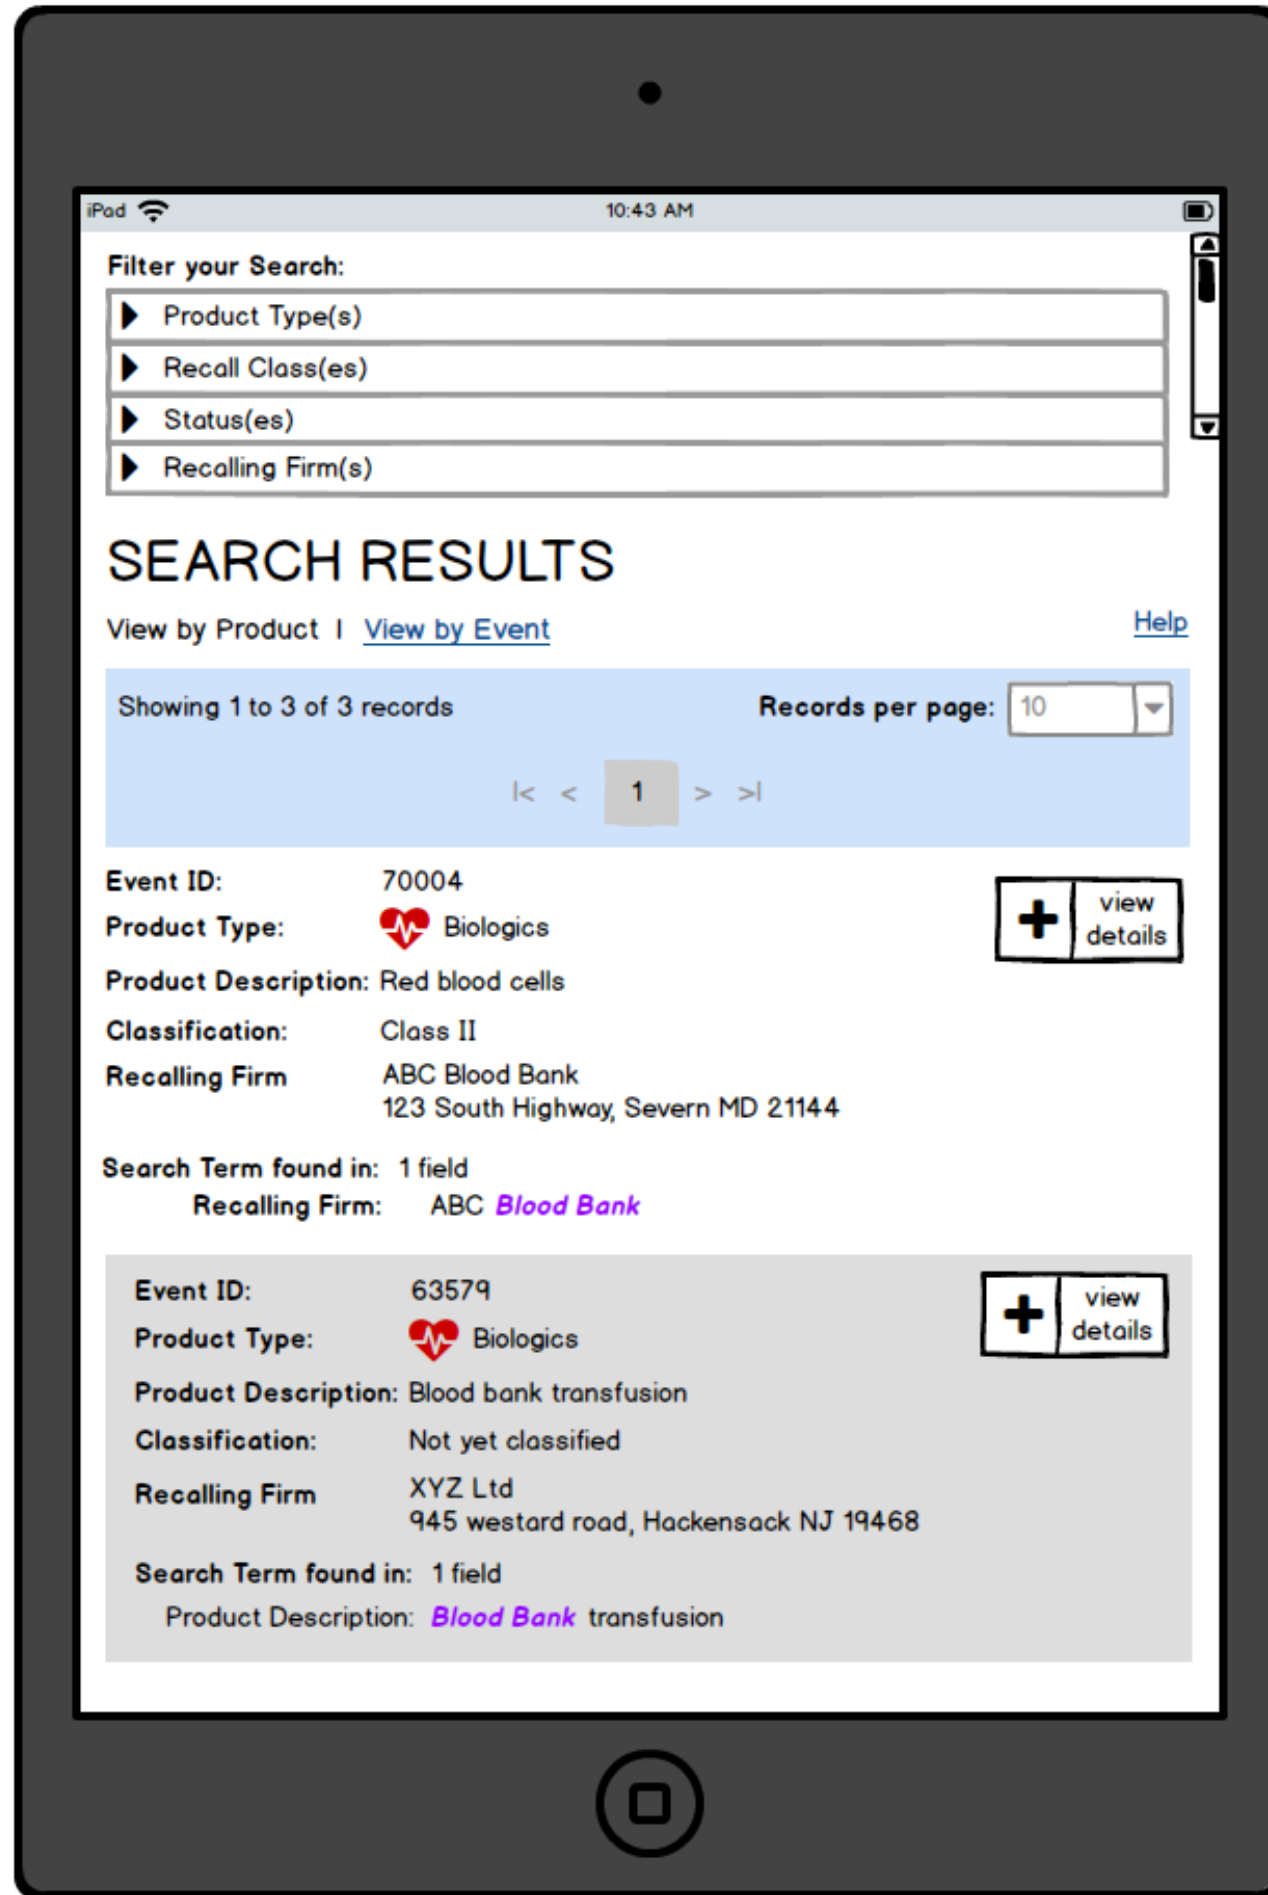 iPad 10:43 AM
Filter your Search:
Product Type(s)
Recall Class(es)
Status(es)
Recalling Firm(s)
SEARCH RESULTS
View by Product | View by Event Help
Showing 1 to 3 of 3 records Records per page: 10
|< < 1 > >|
Event ID: 70004
view details
Product Type: Biologics
Product Description: Red blood cells
Classification: Class II
Recalling Firm ABC Blood Bank
123 South Highway, Severn MD 21144
Search Term found in: 1 field
Recalling Firm: ABC Blood Bank
Event ID: 63579
view details
Product Type: Biologics
Product Description: Blood bank transfusion
Classification: Not yet classified
Recalling Firm XYZ Ltd
945 westard road, Hackensack NJ 19468
Search Term found in: 1 field
Product Description: Blood Bank transfusion